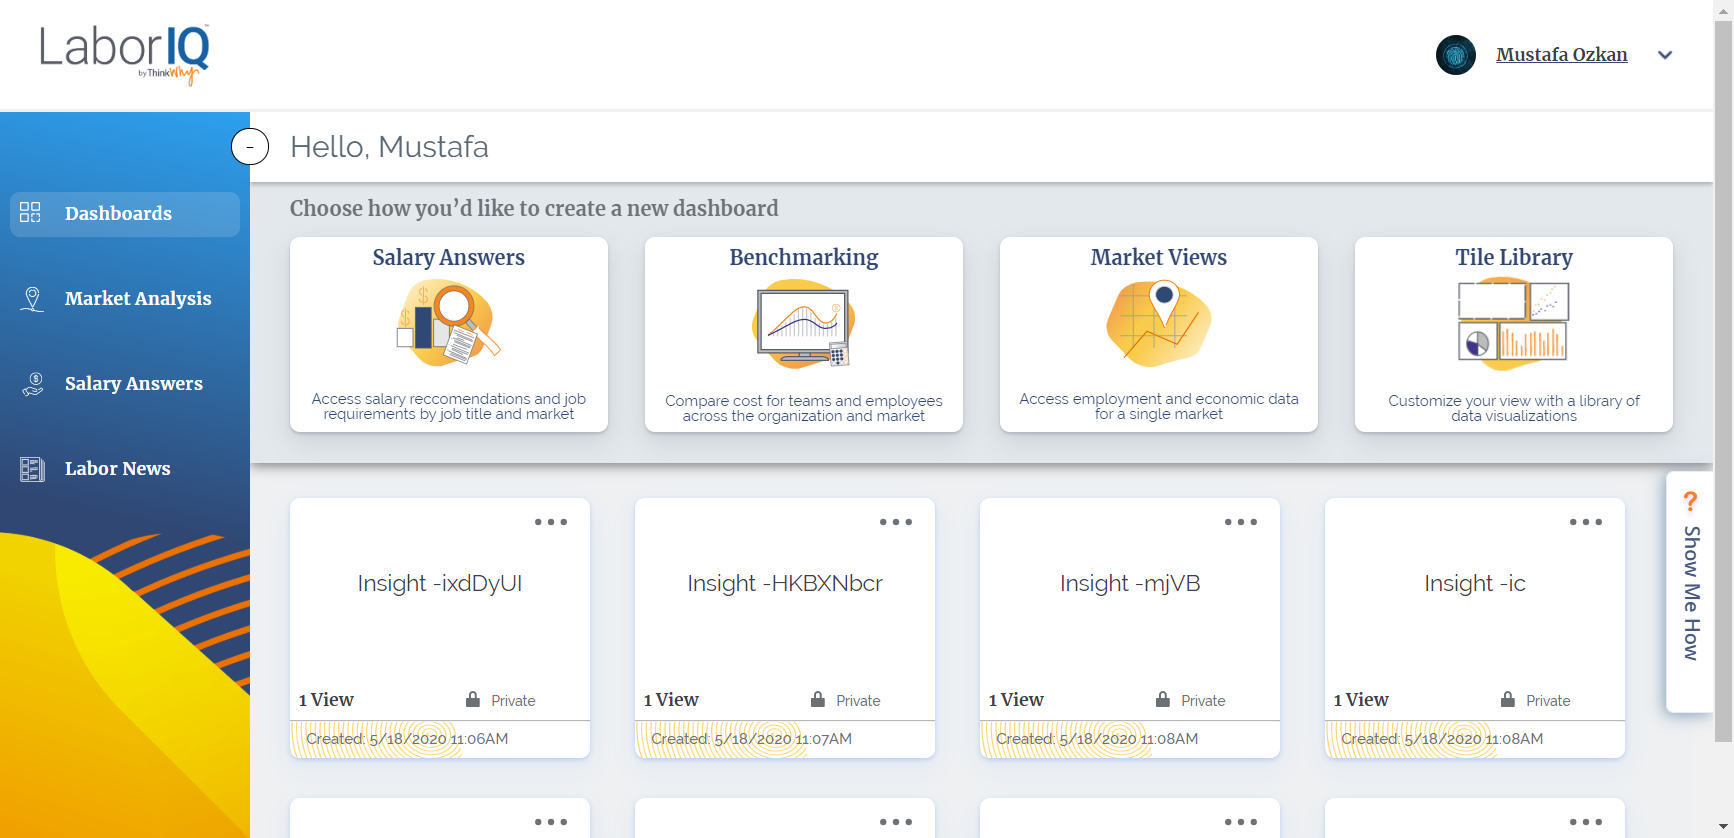 LaborIQ
by ThinkWhy
Mustafa Ozkan
-
Hello, Mustafa
Dashboards
Market Analysis
Salary Answers
Labor News
Choose how you’d like to create a new dashboard
Salary Answers
Access salary reccomendations and job
requirements by job title and market
Benchmarking
Compare cost for teams and employees
across the organization and market
Market Views
Access employment and economic data
for a single market
Tile Library
Customize your view with a library of
data visualizations
Insight -ixdDyUI
1 View
Private
Created: 5/18/2020 11:06AM
Insight -HKBXNbcr
1 View
Private
Created: 5/18/2020 11:07AM
Insight -mjVB
1 View
Private
Created: 5/18/2020 11:08AM
Insight -ic
1 View
Private
Created: 5/18/2020 11:08AM
? Show Me How